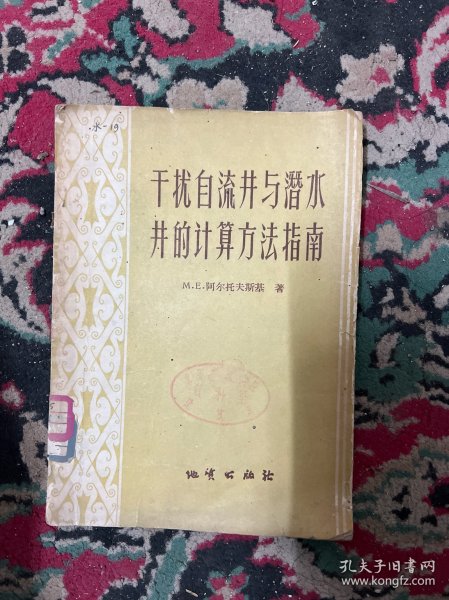 水-19
干扰自流井与潜水
井的计算方法指南
M.E.阿尔托夫斯基 著
地质出版社
孔夫子旧书网
www.kongfz.com